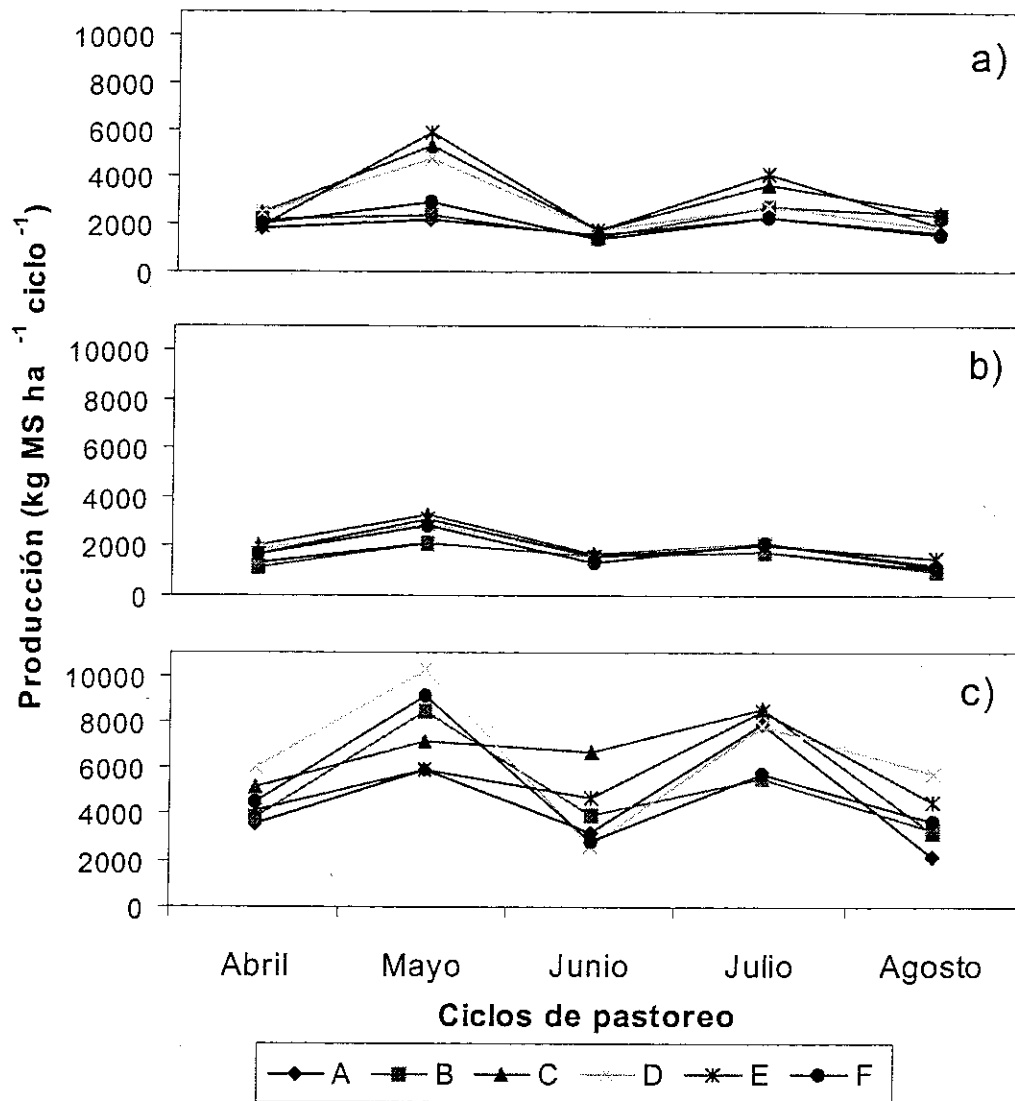 Producción (kg MS ha ⁻¹ ciclo⁻¹)
a)
10000
8000
6000
4000
2000
0
b)
10000
8000
6000
4000
2000
0
c)
10000
8000
6000
4000
2000
0
Abril Mayo Junio Julio Agosto
Ciclos de pastoreo
A B C D E F